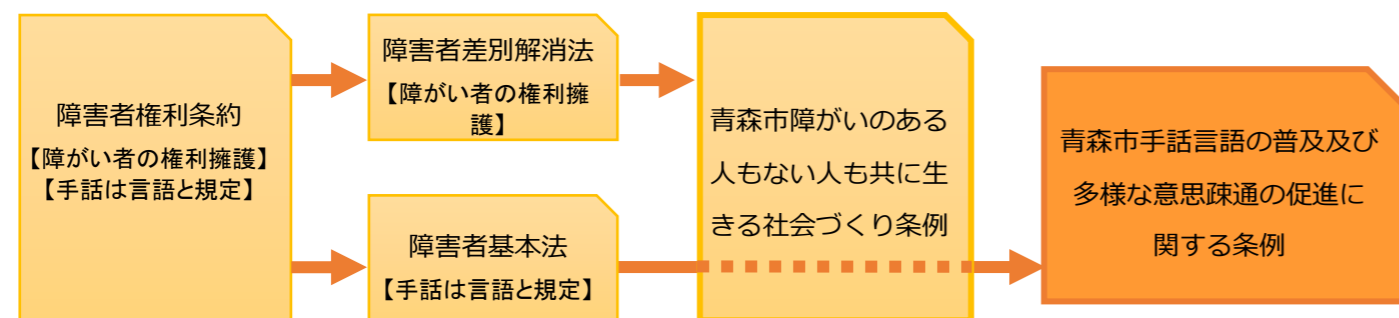 障害者権利条約
【障がい者の権利擁護】
【手話は言語と規定】
障害者差別解消法
【障がい者の権利擁
護】
障害者基本法
【手話は言語と規定】
青森市障がいのある
人もない人も共に生
きる社会づくり条例
青森市手話言語の普及及び
多様な意思疎通の促進に
関する条例